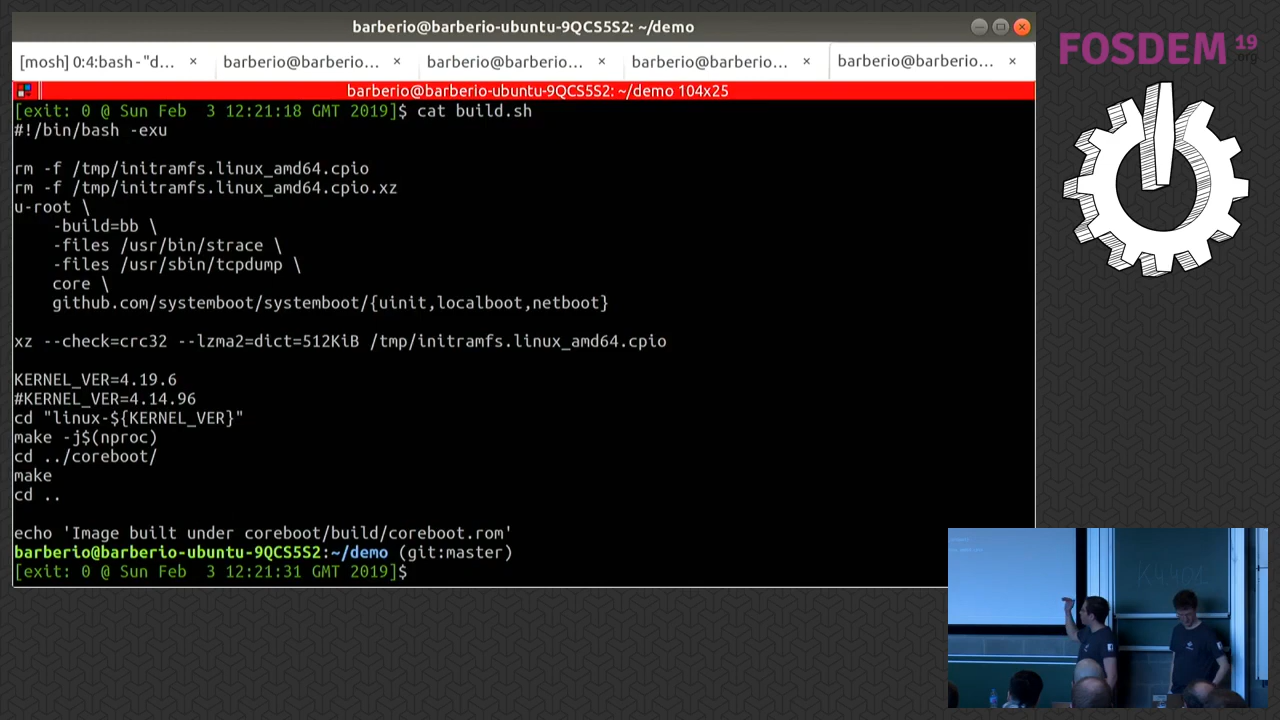 barberio@barberio-ubuntu-9QCS5S2: ~/demo
[mosh] 0:4:bash - "d... × barberio@barberio... × barberio@barberio... × barberio@barberio... × barberio@barberio... ×
barberio@barberio-ubuntu-9QCS5S2: ~/demo 104x25
[exit: 0 @ Sun Feb  3 12:21:18 GMT 2019]$ cat build.sh
#!/bin/bash -exu
rm -f /tmp/initramfs.linux_amd64.cpio
rm -f /tmp/initramfs.linux_amd64.cpio.xz
u-root \
    -build=bb \
    -files /usr/bin/strace \
    -files /usr/sbin/tcpdump \
    core \
    github.com/systemboot/systemboot/{uinit,localboot,netboot}
xz --check=crc32 --lzma2=dict=512KiB /tmp/initramfs.linux_amd64.cpio
KERNEL_VER=4.19.6
#KERNEL_VER=4.14.96
cd "linux-${KERNEL_VER}"
make -j$(nproc)
cd ../coreboot/
make
cd ..
echo 'Image built under coreboot/build/coreboot.rom'
barberio@barberio-ubuntu-9QCS5S2:~/demo (git:master)
[exit: 0 @ Sun Feb  3 12:21:31 GMT 2019]$
FOSDEM 19
.org